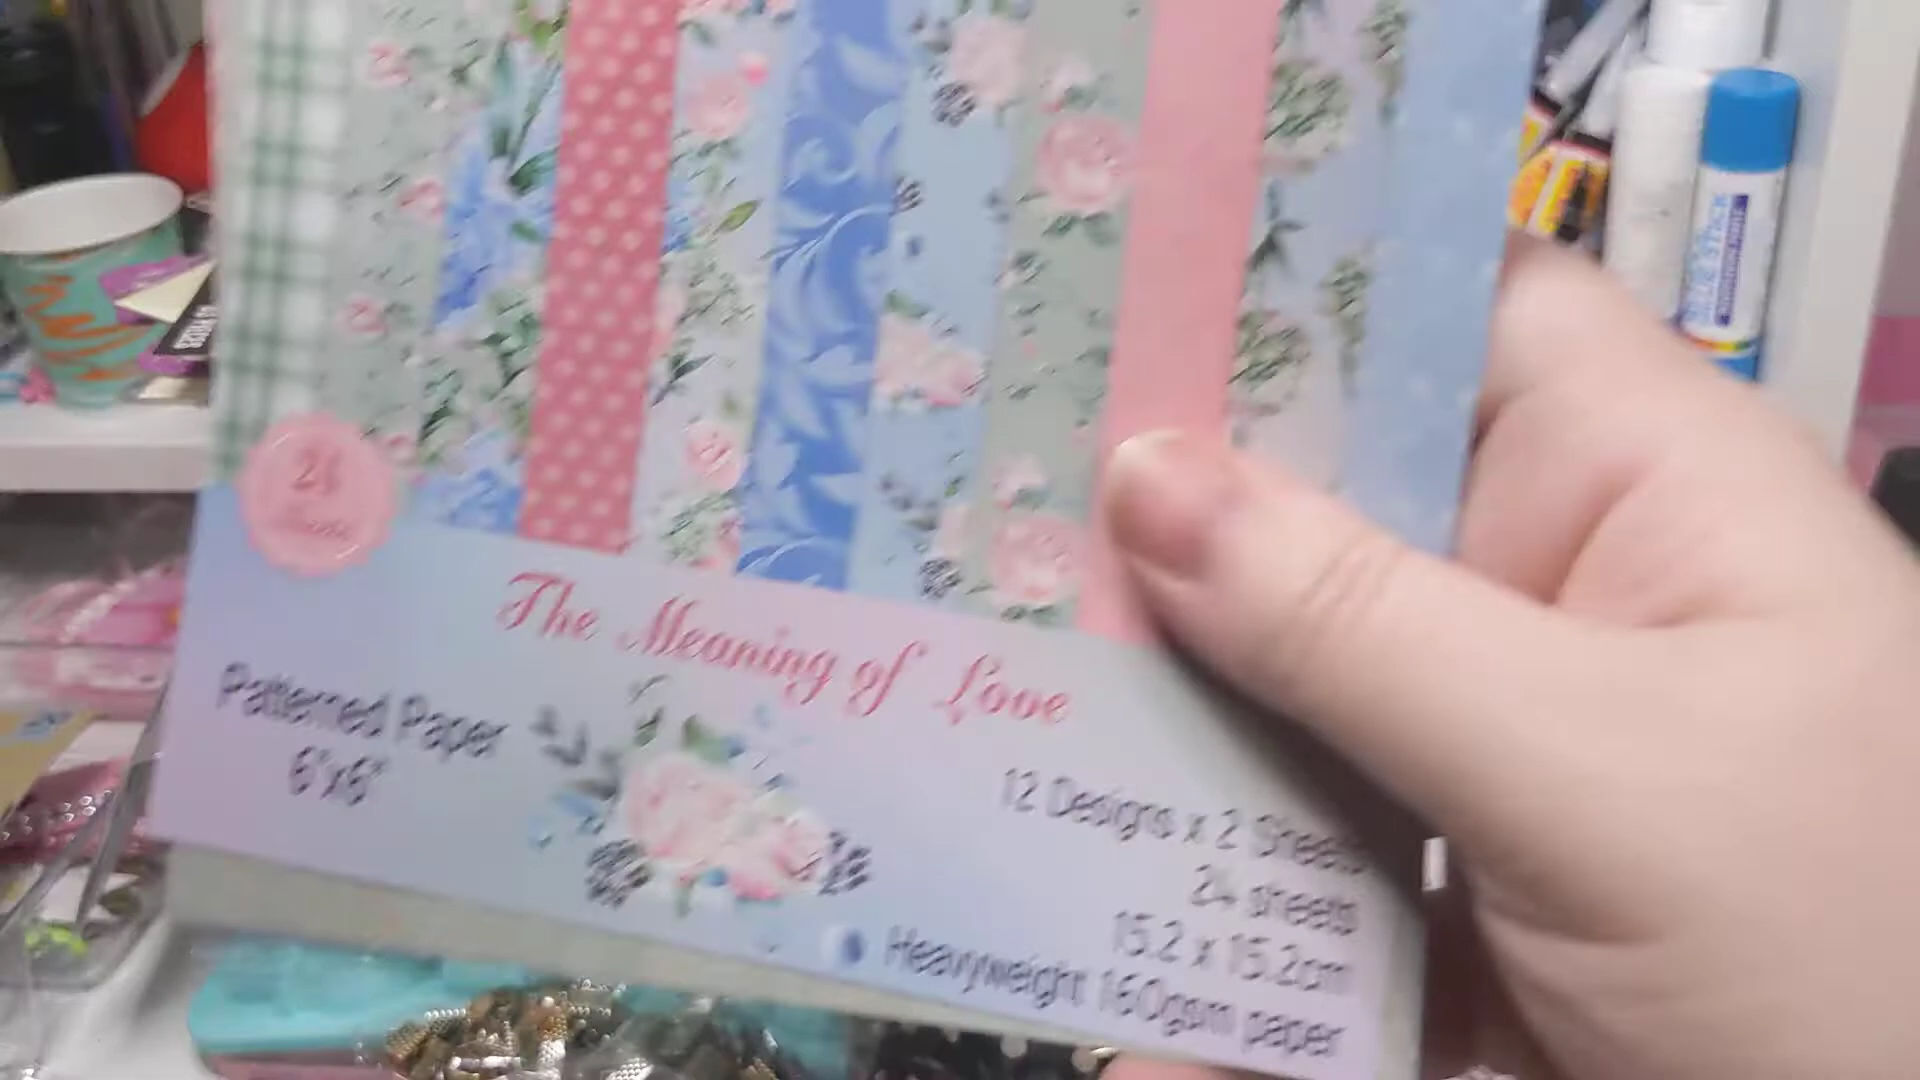 24
The Meaning of Love
Patterned Paper
6"x6"
12 Designs x 2 Sheets
24 sheets
15.2 x 15.2cm
Heavyweight 160gsm paper